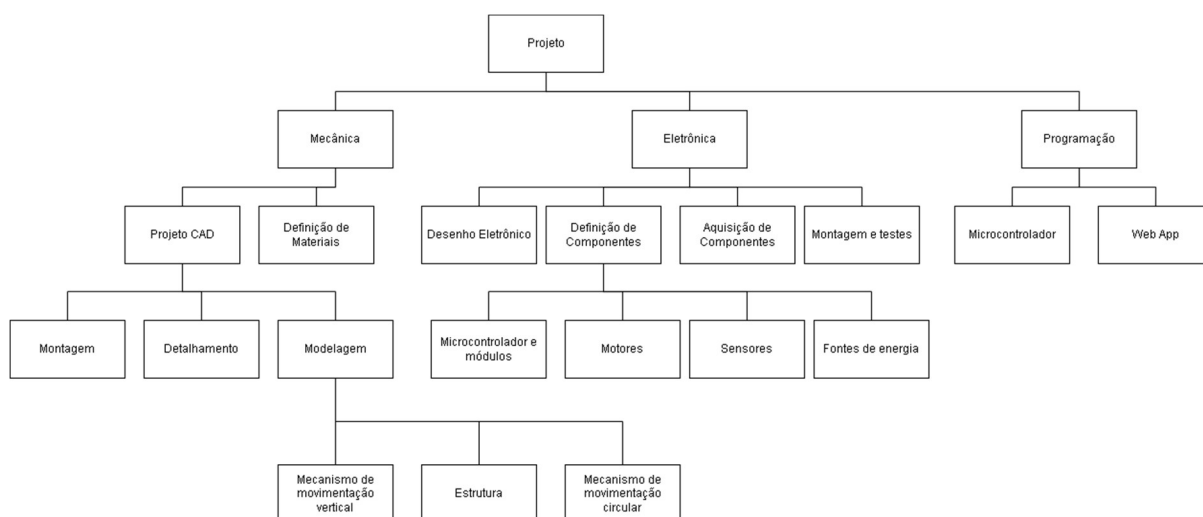 Projeto
Mecânica
Eletrônica
Programação
Projeto CAD
Definição de
Materiais
Desenho Eletrônico
Definição de
Componentes
Aquisição de
Componentes
Montagem e testes
Microcontrolador
Web App
Montagem
Detalhamento
Modelagem
Microcontrolador e
módulos
Motores
Sensores
Fontes de energia
Mecanismo de
movimentação
vertical
Estrutura
Mecanismo de
movimentação
circular